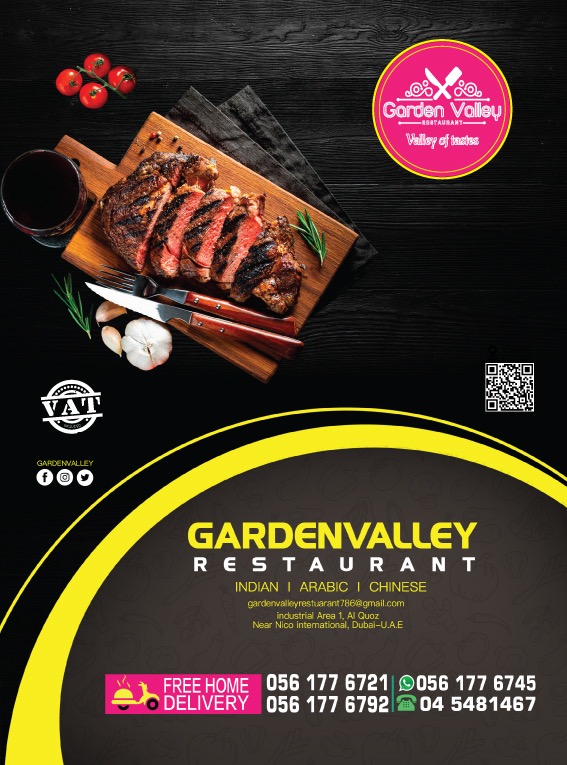 Garden Valley
RESTAURANT
Valley of tastes
VAT
GARDENVALLEY
GARDENVALLEY
RESTAURANT
INDIAN I ARABIC I CHINESE
gardenvalleyrestuarant786@gmail.com
industrial Area 1, Al Quoz
Near Nico international, Dubai-U.A.E
FREE HOME
DELIVERY
056 177 6721
056 177 6792
056 177 6745
04 5481467